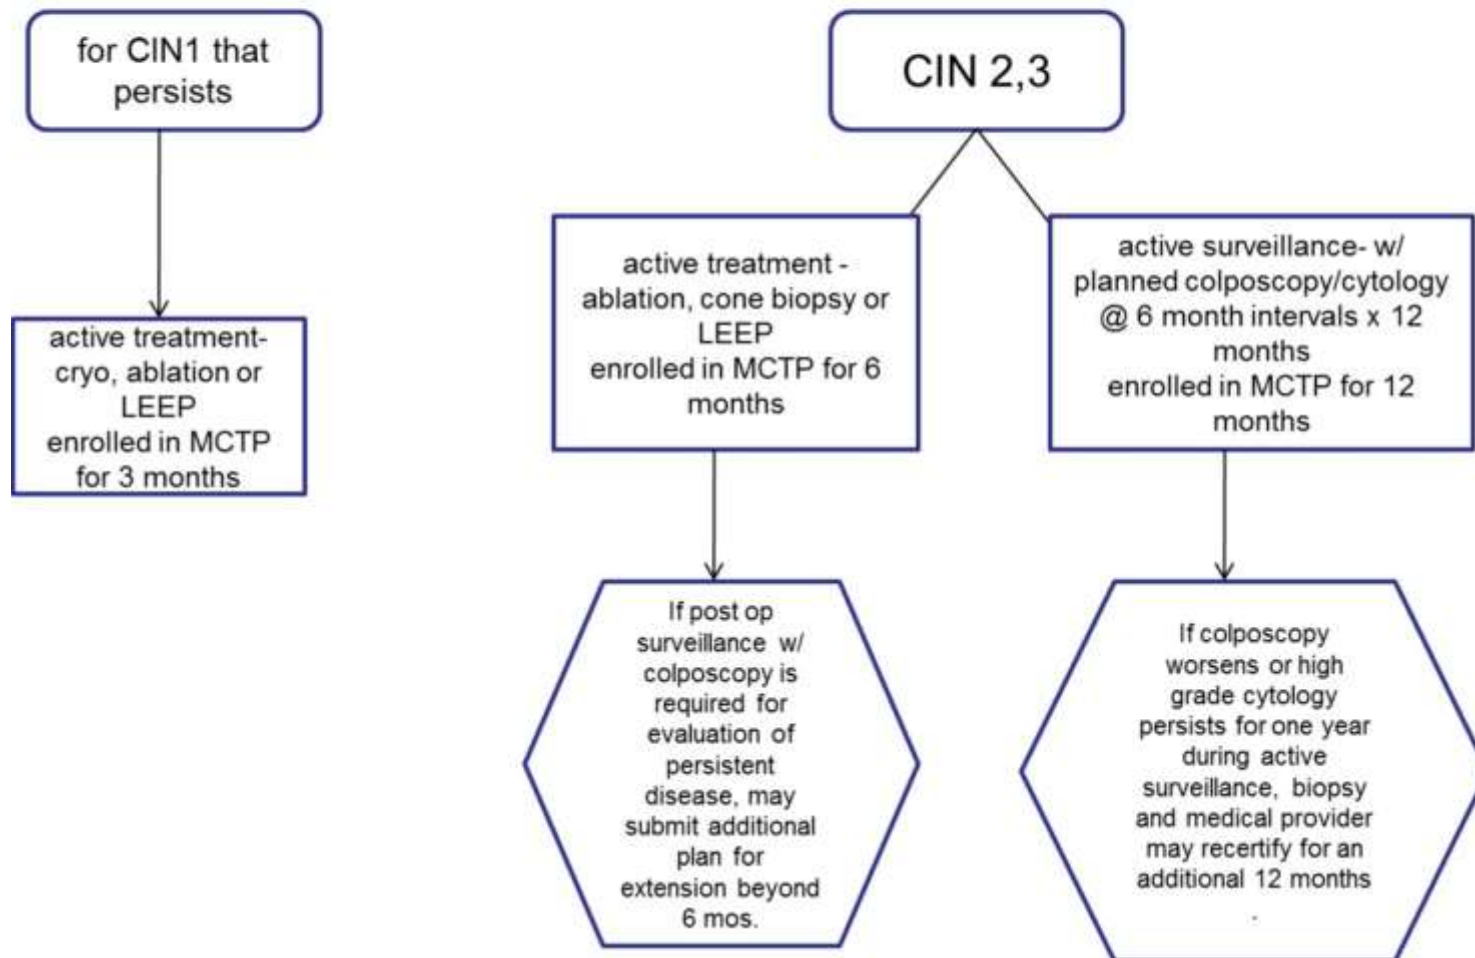 for CIN1 that
persists
active treatment-
cryo, ablation or
LEEP
enrolled in MCTP
for 3 months
CIN 2,3
active treatment -
ablation, cone biopsy or
LEEP
enrolled in MCTP for 6
months
If post op
surveillance w/
colposcopy is
required for
evaluation of
persistent
disease, may
submit additional
plan for
extension beyond
6 mos.
active surveillance- w/
planned colposcopy/cytology
@ 6 month intervals x 12
months
enrolled in MCTP for 12
months
If colposcopy
worsens or high
grade cytology
persists for one year
during active
surveillance, biopsy
and medical provider
may recertify for an
additional 12 months
.